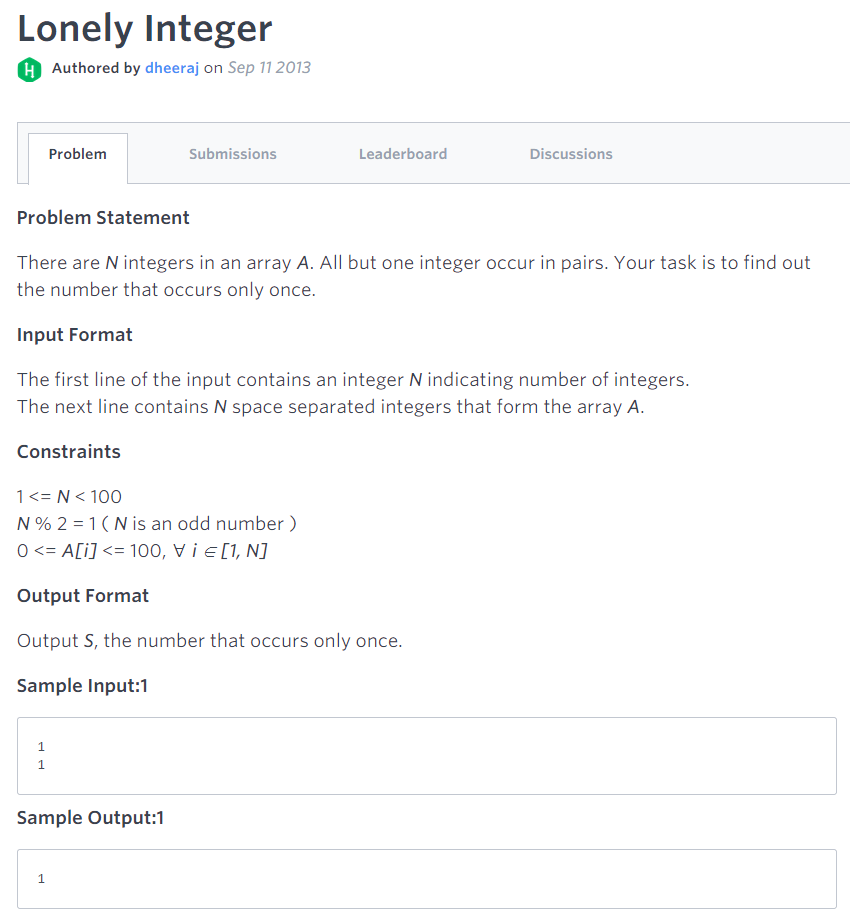 Lonely Integer
H Authored by dheeraj on Sep 11 2013
Problem Submissions Leaderboard Discussions
Problem Statement
There are N integers in an array A. All but one integer occur in pairs. Your task is to find out
the number that occurs only once.
Input Format
The first line of the input contains an integer N indicating number of integers.
The next line contains N space separated integers that form the array A.
Constraints
1 <= N < 100
N % 2 = 1 ( N is an odd number )
0 <= A[i] <= 100, ∀ i ∈ [1, N]
Output Format
Output S, the number that occurs only once.
Sample Input:1
1
1
Sample Output:1
1